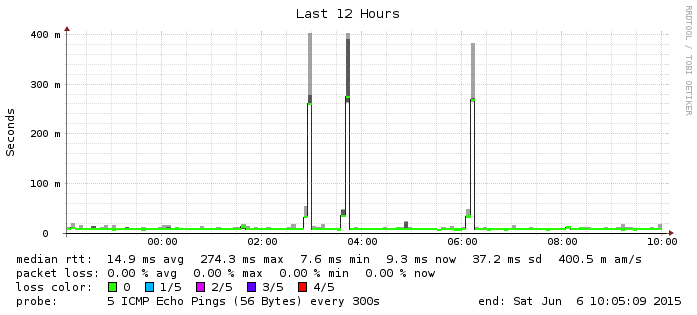 Last 12 Hours
RRDTOOL / TOBI OETIKER
Seconds
400 m
300 m
200 m
100 m
0
00:00 02:00 04:00 06:00 08:00 10:00
median rtt: 14.9 ms avg 274.3 ms max 7.6 ms min 9.3 ms now 37.2 ms sd 400.5 m am/s
packet loss: 0.00 % avg 0.00 % max 0.00 % min 0.00 % now
loss color: 0 1/5 2/5 3/5 4/5
probe: 5 ICMP Echo Pings (56 Bytes) every 300s end: Sat Jun 6 10:05:09 2015